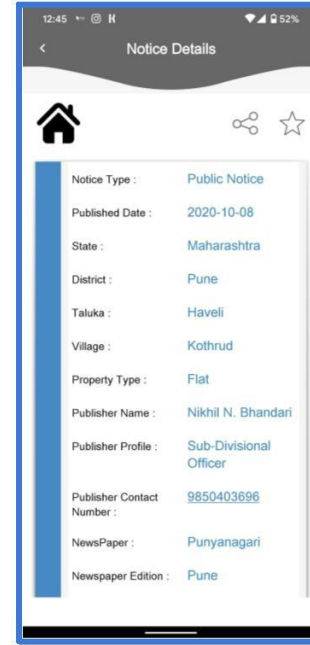 12:45 K 52%
Notice Details
Notice Type : Public Notice
Published Date : 2020-10-08
State : Maharashtra
District : Pune
Taluka : Haveli
Village : Kothrud
Property Type : Flat
Publisher Name : Nikhil N. Bhandari
Publisher Profile : Sub-Divisional
Officer
Publisher Contact 9850403696
Number :
NewsPaper : Punyanagari
Newspaper Edition : Pune